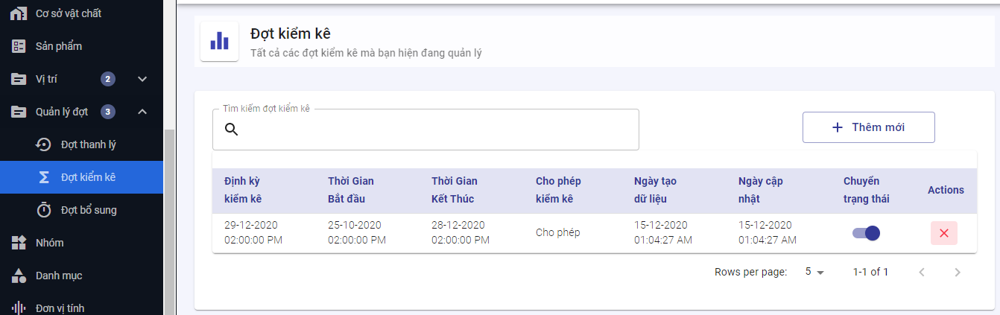 Cơ sở vật chất
Sản phẩm
Vị trí 2
Quản lý đợt 3
Đợt thanh lý
Đợt kiểm kê
Đợt bổ sung
Nhóm
Danh mục
Đơn vị tính
Đợt kiểm kê
Tất cả các đợt kiểm kê mà bạn hiện đang quản lý
Tìm kiếm đợt kiểm kê
Thêm mới
Định kỳ Thời Gian Thời Gian Cho phép Ngày tạo Ngày cập Chuyển
kiểm kê Bắt đầu Kết Thúc kiểm kê dữ liệu nhật trạng thái Actions
29-12-2020 25-10-2020 28-12-2020 Cho phép 15-12-2020 15-12-2020
02:00:00 PM 02:00:00 PM 02:00:00 PM 01:04:27 AM 01:04:27 AM
Rows per page: 5 1-1 of 1